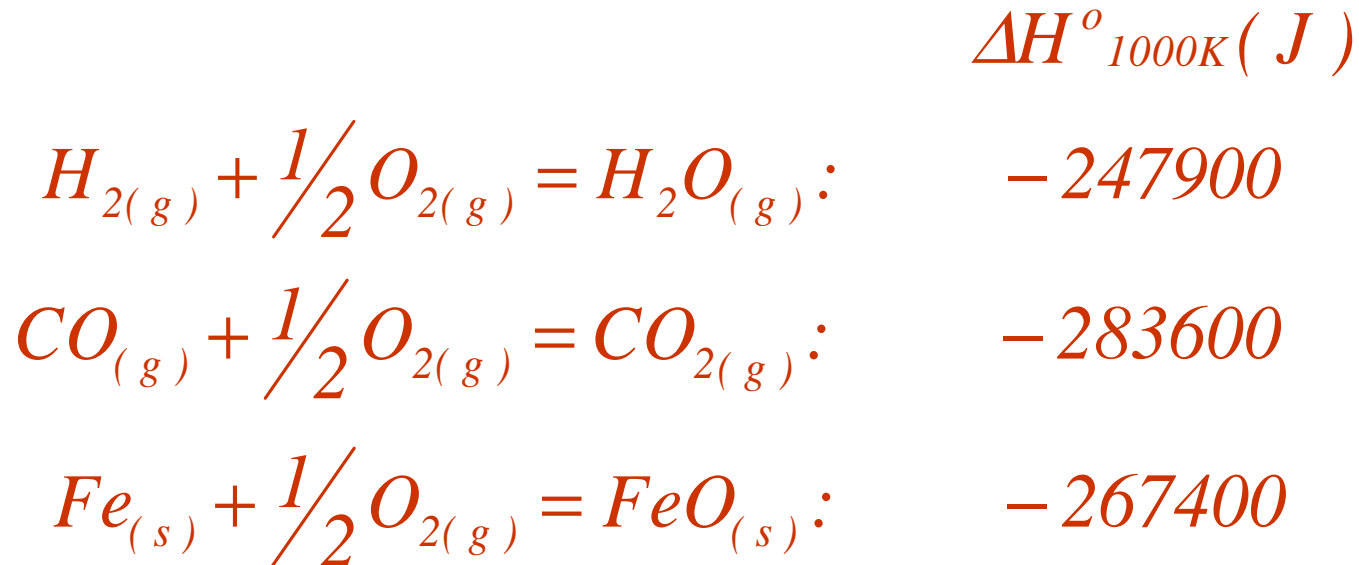 ΔH°1000K( J )
H2( g ) + 1/2 O2( g ) = H2O( g ) : − 247900
CO( g ) + 1/2 O2( g ) = CO2( g ) : − 283600
Fe( s ) + 1/2 O2( g ) = FeO( s ) : − 267400